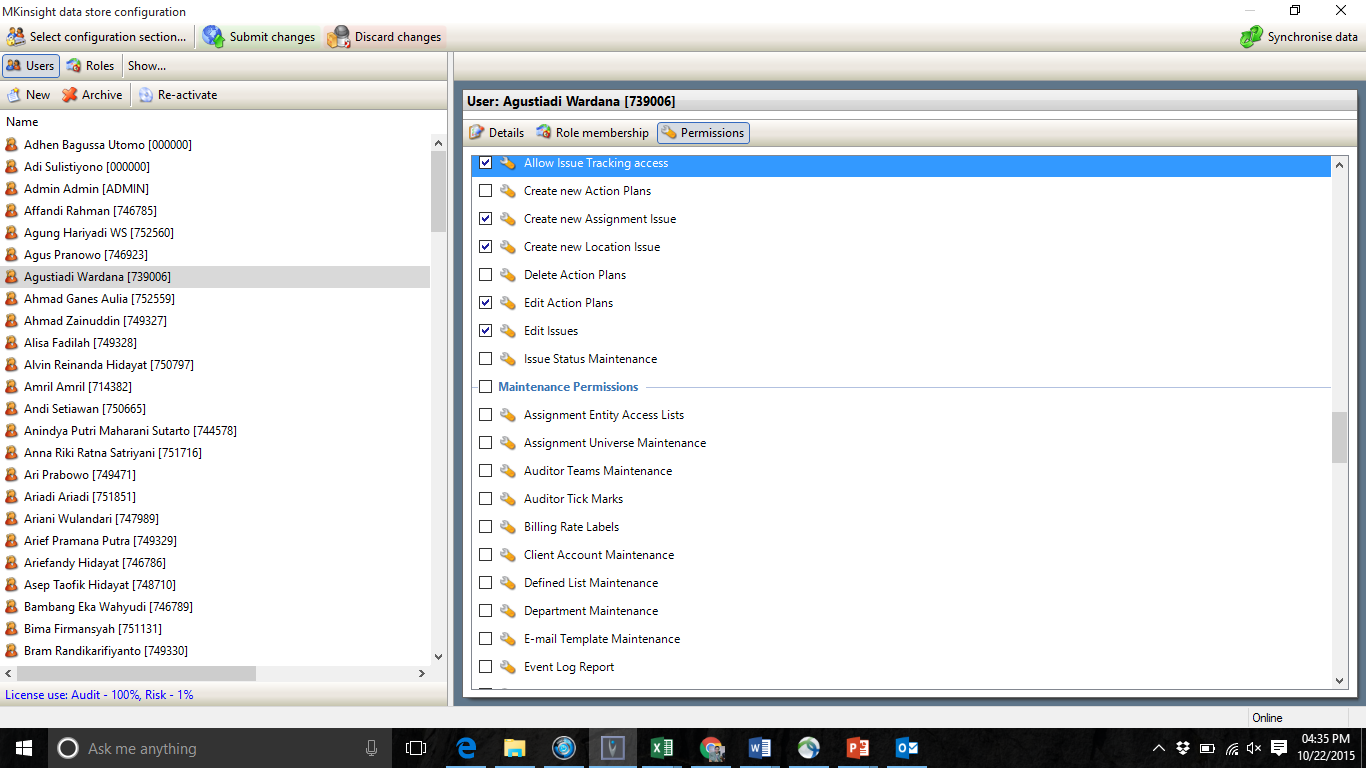 MKinsight data store configuration
Select configuration section... Submit changes Discard changes Synchronise data
Users Roles Show...
New Archive Re-activate
Name
Adhen Bagussa Utomo [000000]
Adi Sulistiyono [000000]
Admin Admin [ADMIN]
Affandi Rahman [746785]
Agung Hariyadi WS [752560]
Agus Pranowo [746923]
Agustiadi Wardana [739006]
Ahmad Ganes Aulia [752559]
Ahmad Zainuddin [749327]
Alisa Fadilah [749328]
Alvin Reinanda Hidayat [750797]
Amril Amril [714382]
Andi Setiawan [750665]
Anindya Putri Maharani Sutarto [744578]
Anna Riki Ratna Satriyani [751716]
Ari Prabowo [749471]
Ariadi Ariadi [751851]
Ariani Wulandari [747989]
Arief Pramana Putra [749329]
Ariefandy Hidayat [746786]
Asep Taofik Hidayat [748710]
Bambang Eka Wahyudi [746789]
Bima Firmansyah [751131]
Bram Randikarifiyanto [749330]
License use: Audit - 100%, Risk - 1%
User: Agustiadi Wardana [739006]
Details Role membership Permissions
Allow Issue Tracking access
Create new Action Plans
Create new Assignment Issue
Create new Location Issue
Delete Action Plans
Edit Action Plans
Edit Issues
Issue Status Maintenance
Maintenance Permissions
Assignment Entity Access Lists
Assignment Universe Maintenance
Auditor Teams Maintenance
Auditor Tick Marks
Billing Rate Labels
Client Account Maintenance
Defined List Maintenance
Department Maintenance
E-mail Template Maintenance
Event Log Report
Online
Ask me anything
04:35 PM
10/22/2015